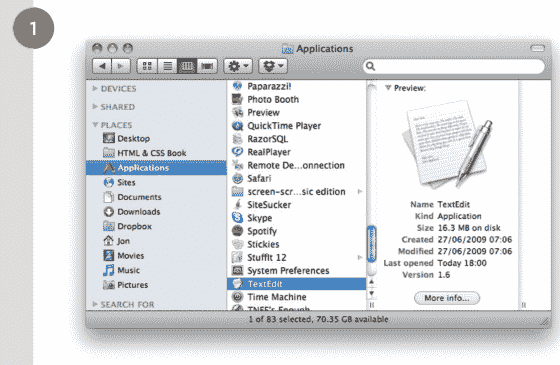 1
Applications
DEVICES
SHARED
PLACES
Desktop
HTML & CSS Book
Applications
Sites
Documents
Downloads
Dropbox
Jon
Movies
Music
Pictures
SEARCH FOR
Paparazzi!
Photo Booth
Preview
QuickTime Player
RazorSQL
RealPlayer
Remote De...onnection
Safari
screen-scr...sic edition
SiteSucker
Skype
Spotify
Stickies
StuffIt 12
System Preferences
TextEdit
Time Machine
TNEF's Enough
Preview:
Name TextEdit
Kind Application
Size 16.3 MB on disk
Created 27/06/2009 07:06
Modified 27/06/2009 07:06
Last opened Today 18:00
Version 1.6
More info...
1 of 83 selected, 70.35 GB available